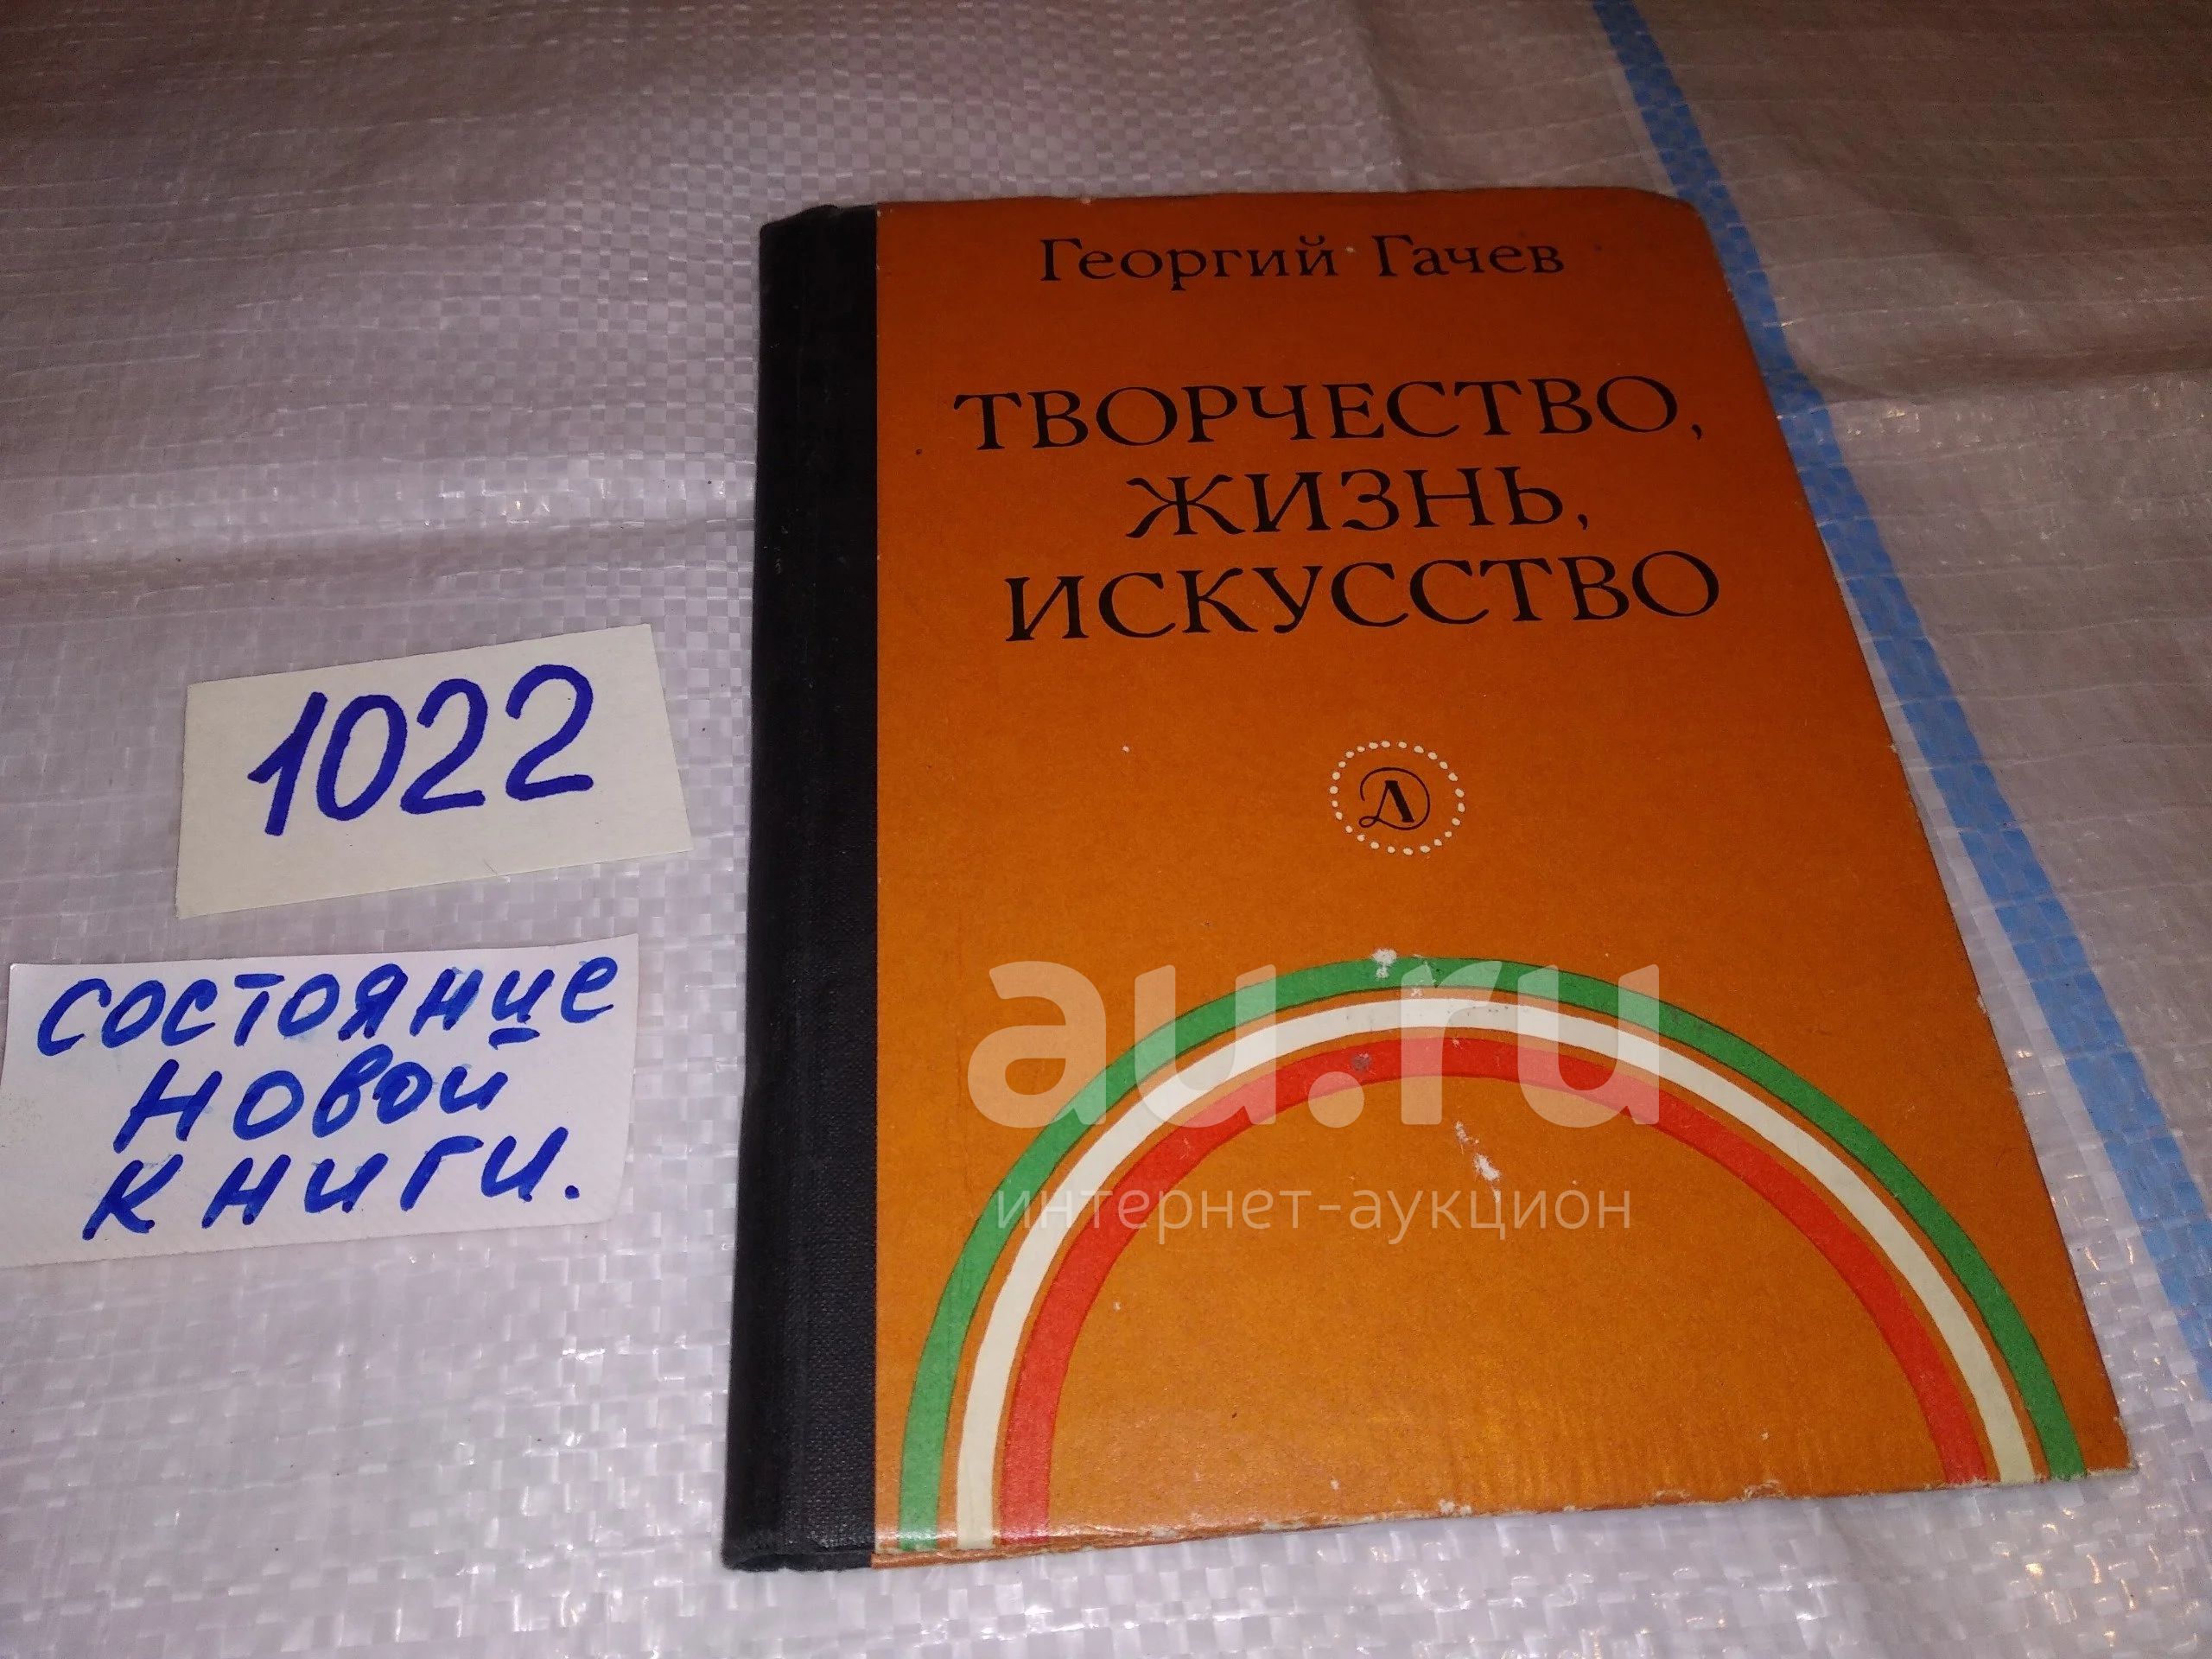 Георгий Гачев
ТВОРЧЕСТВО,
ЖИЗНЬ,
ИСКУССТВО
1022
состояние
новой
книги.
au.ru
интернет-аукцион